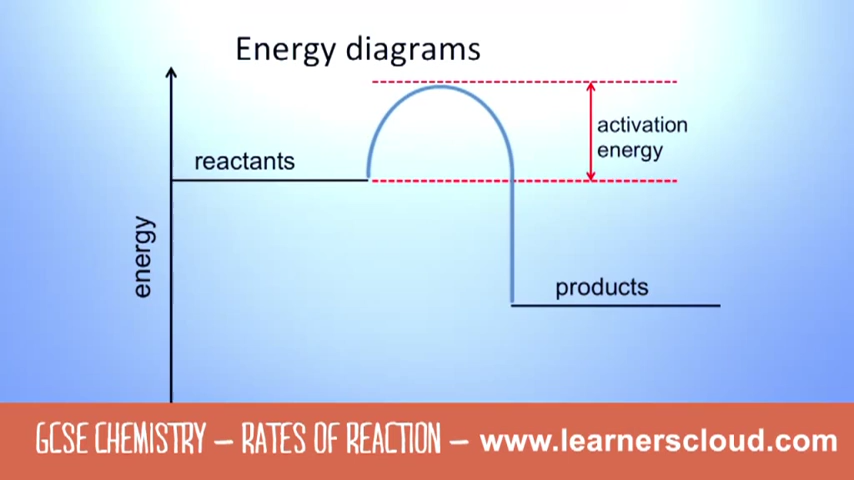 Energy diagrams
activation
energy
reactants
energy
products
GCSE CHEMISTRY – RATES OF REACTION – www.learnerscloud.com